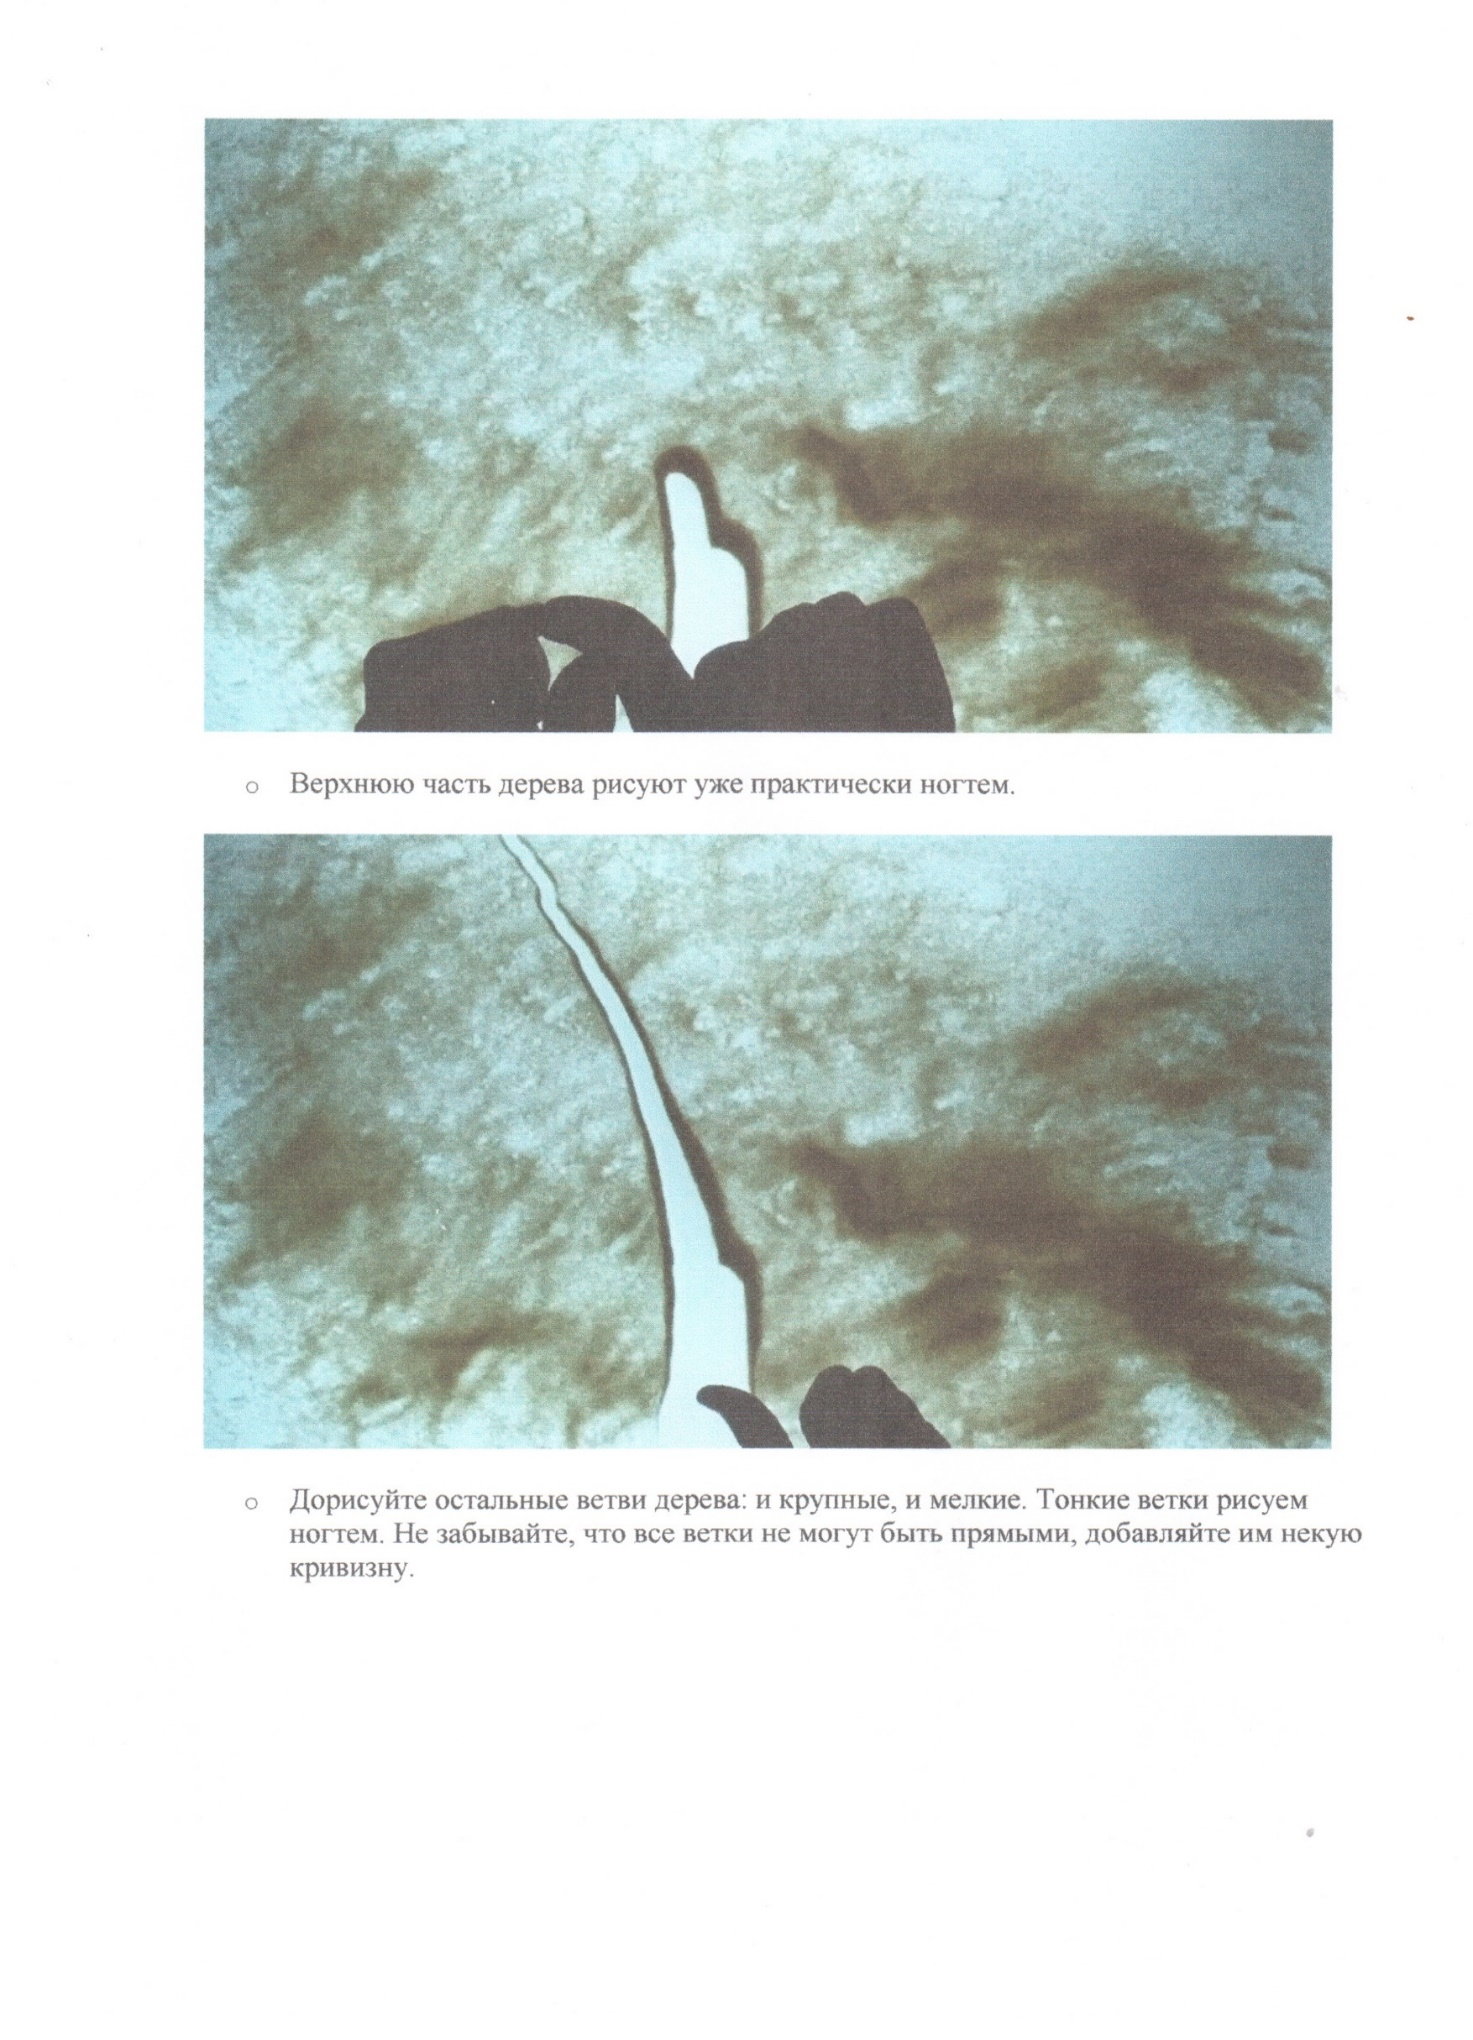 o Верхнюю часть дерева рисуют уже практически ногтем.
o Дорисуйте остальные ветви дерева: и крупные, и мелкие. Тонкие ветки рисуем
ногтем. Не забывайте, что все ветки не могут быть прямыми, добавляйте им некую
кривизну.